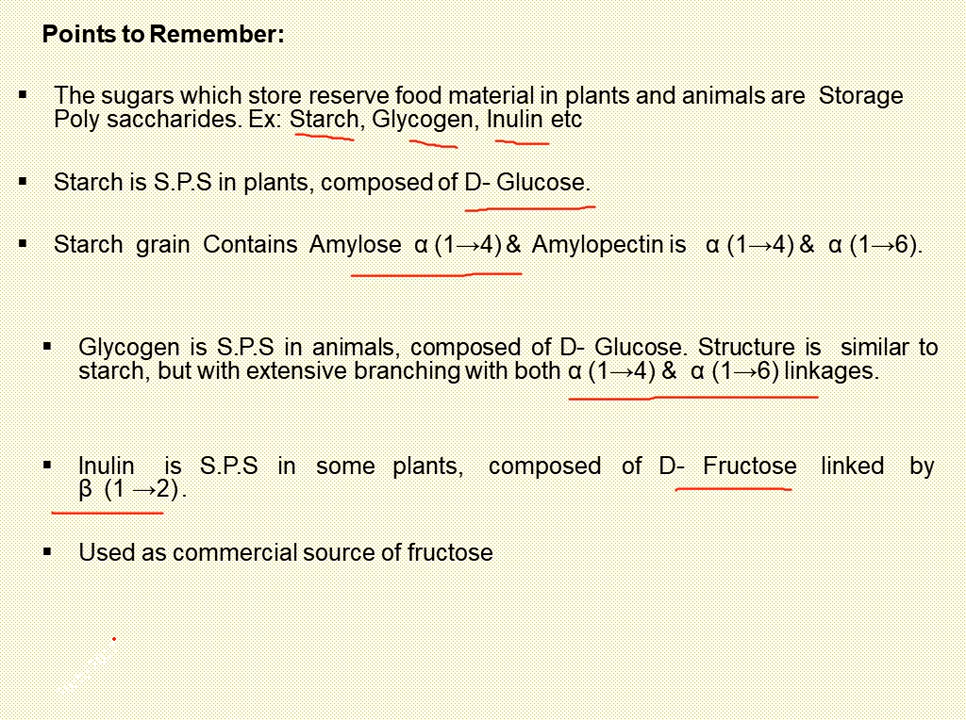 Points to Remember:
▪ The sugars which store reserve food material in plants and animals are Storage
Poly saccharides. Ex: Starch, Glycogen, Inulin etc
▪ Starch is S.P.S in plants, composed of D- Glucose.
▪ Starch grain Contains Amylose α (1→4) & Amylopectin is α (1→4) & α (1→6).
▪ Glycogen is S.P.S in animals, composed of D- Glucose. Structure is similar to
starch, but with extensive branching with both α (1→4) & α (1→6) linkages.
▪ Inulin is S.P.S in some plants, composed of D- Fructose linked by
β (1 →2).
▪ Used as commercial source of fructose